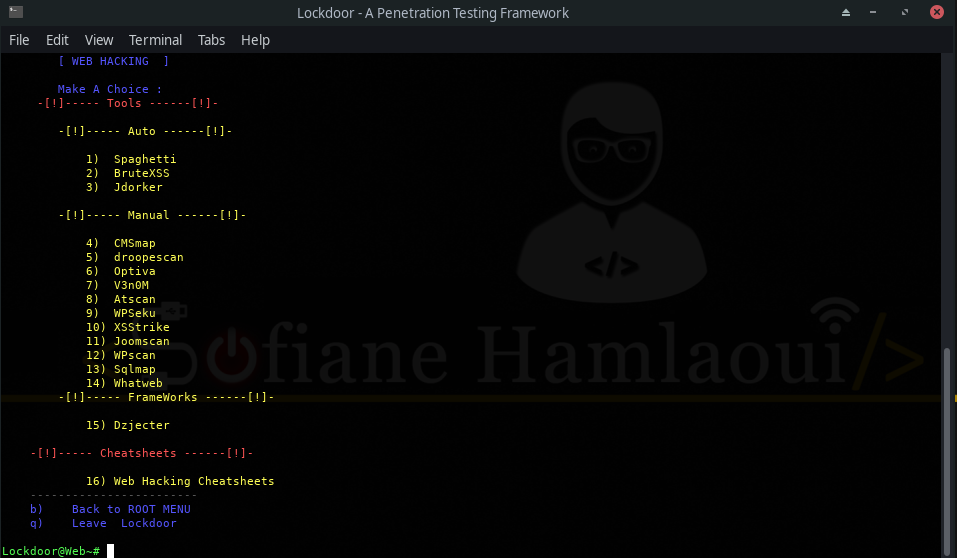 Lockdoor - A Penetration Testing Framework
File Edit View Terminal Tabs Help
[ WEB HACKING  ]
Make A Choice :
-[!]----- Tools ------[!]-
-[!]----- Auto ------[!]-
1)  Spaghetti
2)  BruteXSS
3)  Jdorker
-[!]----- Manual ------[!]-
4)  CMSmap
5)  droopescan
6)  Optiva
7)  V3n0M
8)  Atscan
9)  WPSeku
10) XSStrike
11) Joomscan
12) WPscan
13) Sqlmap
14) Whatweb
-[!]----- FrameWorks ------[!]-
15) Dzjecter
-[!]----- Cheatsheets ------[!]-
16) Web Hacking Cheatsheets
------------------------
b)    Back to ROOT MENU
q)    Leave  Lockdoor
Lockdoor@Web~#
</>
Sofiane Hamlaoui/>